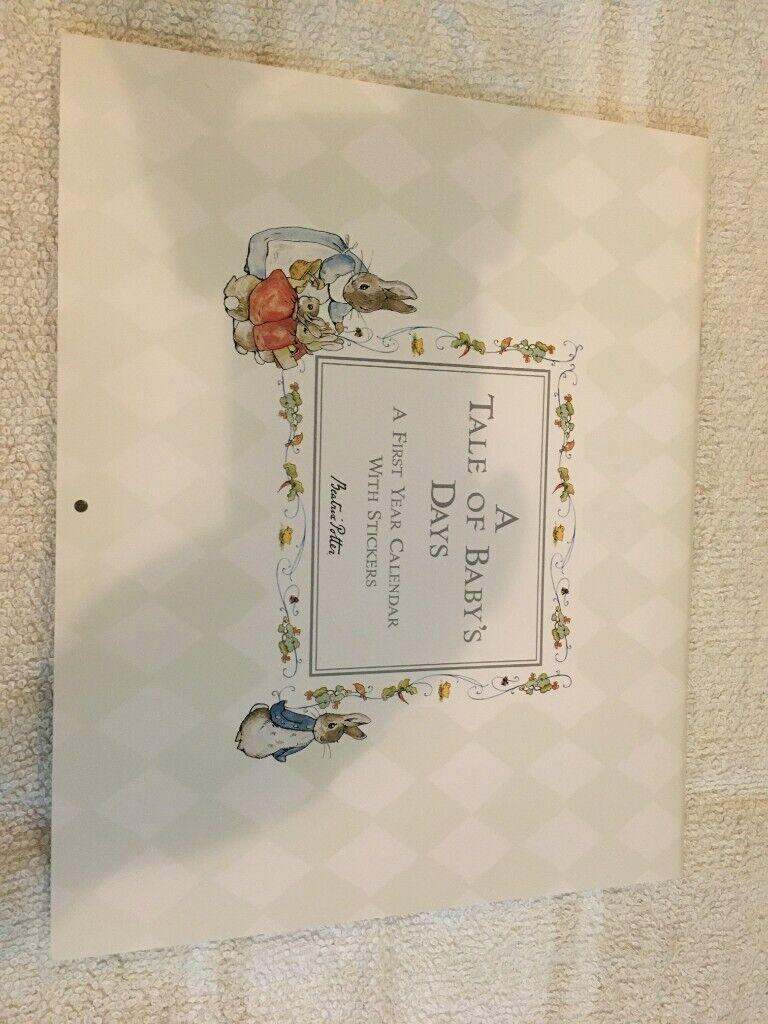 A
TALE OF BABY'S
DAYS
A FIRST YEAR CALENDAR
WITH STICKERS
Beatrix Potter